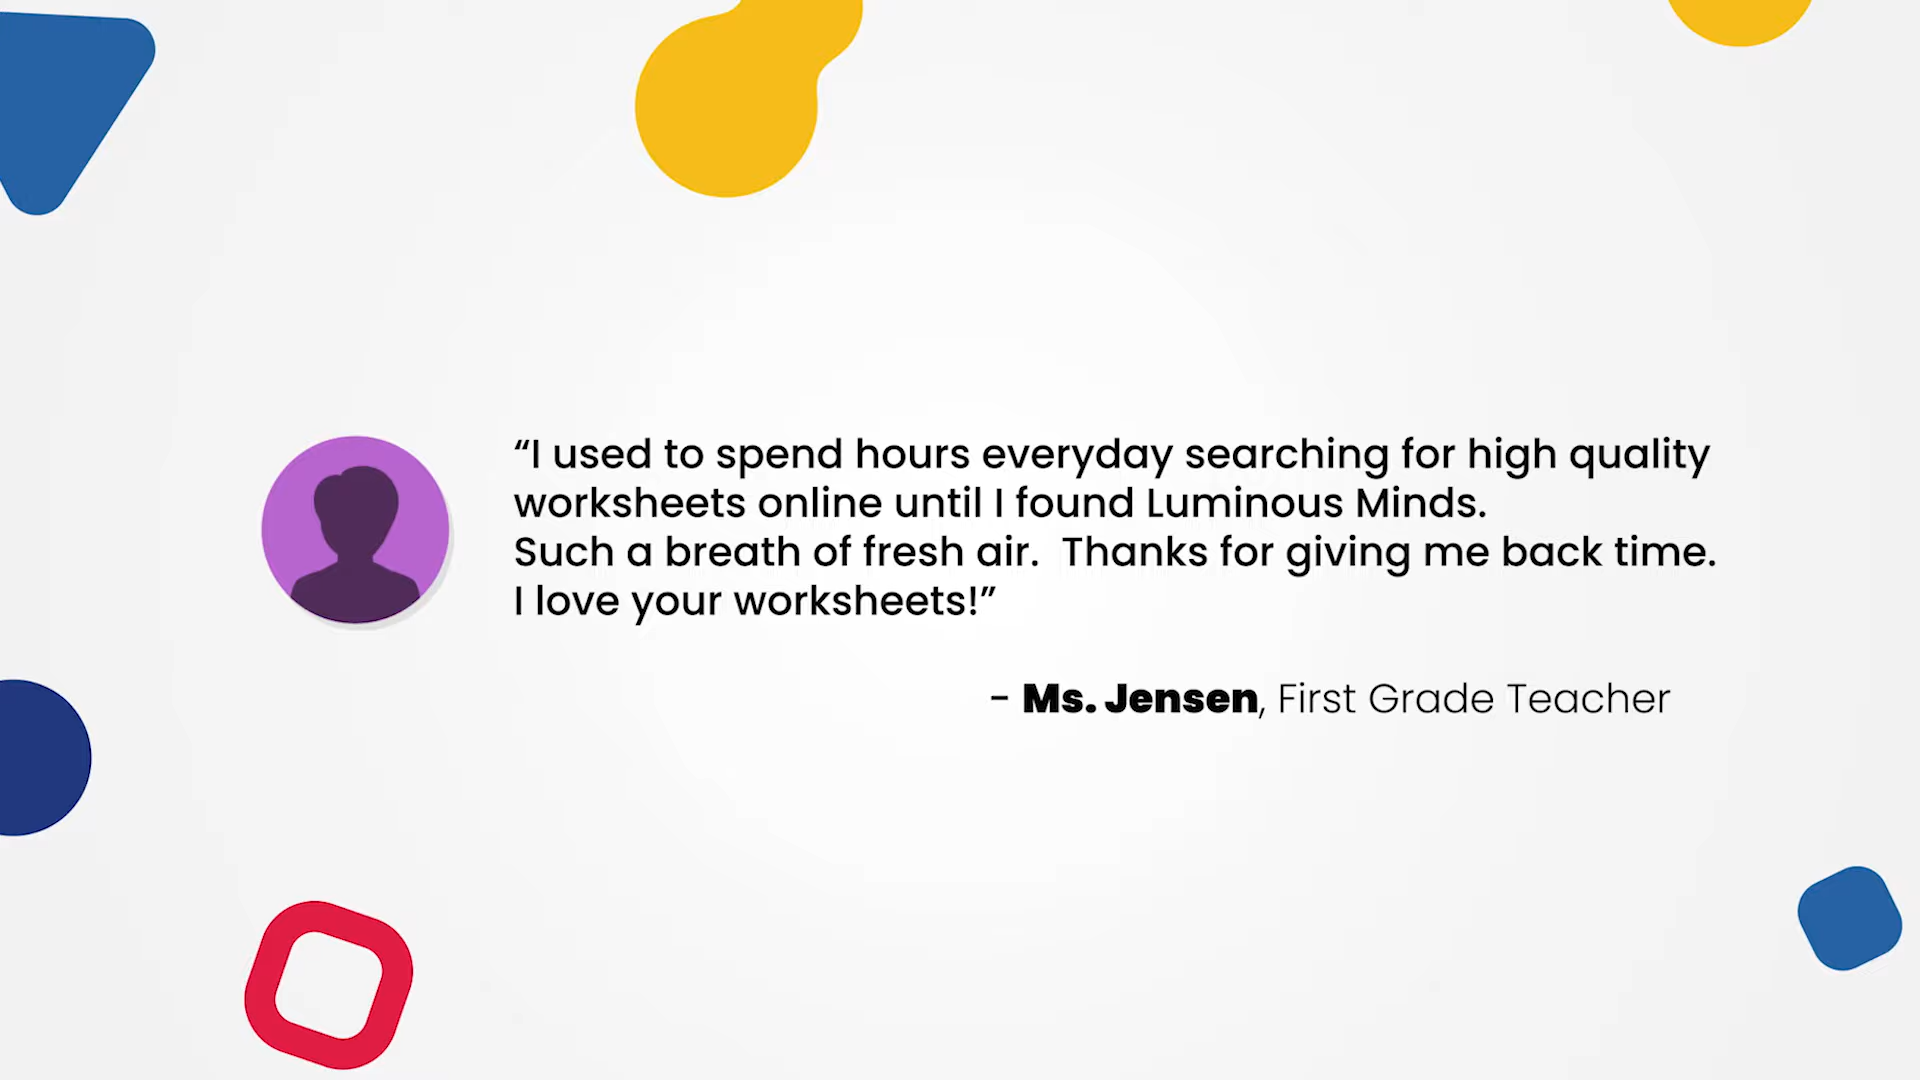 “I used to spend hours everyday searching for high quality
worksheets online until I found Luminous Minds.
Such a breath of fresh air.  Thanks for giving me back time.
I love your worksheets!”
- Ms. Jensen, First Grade Teacher